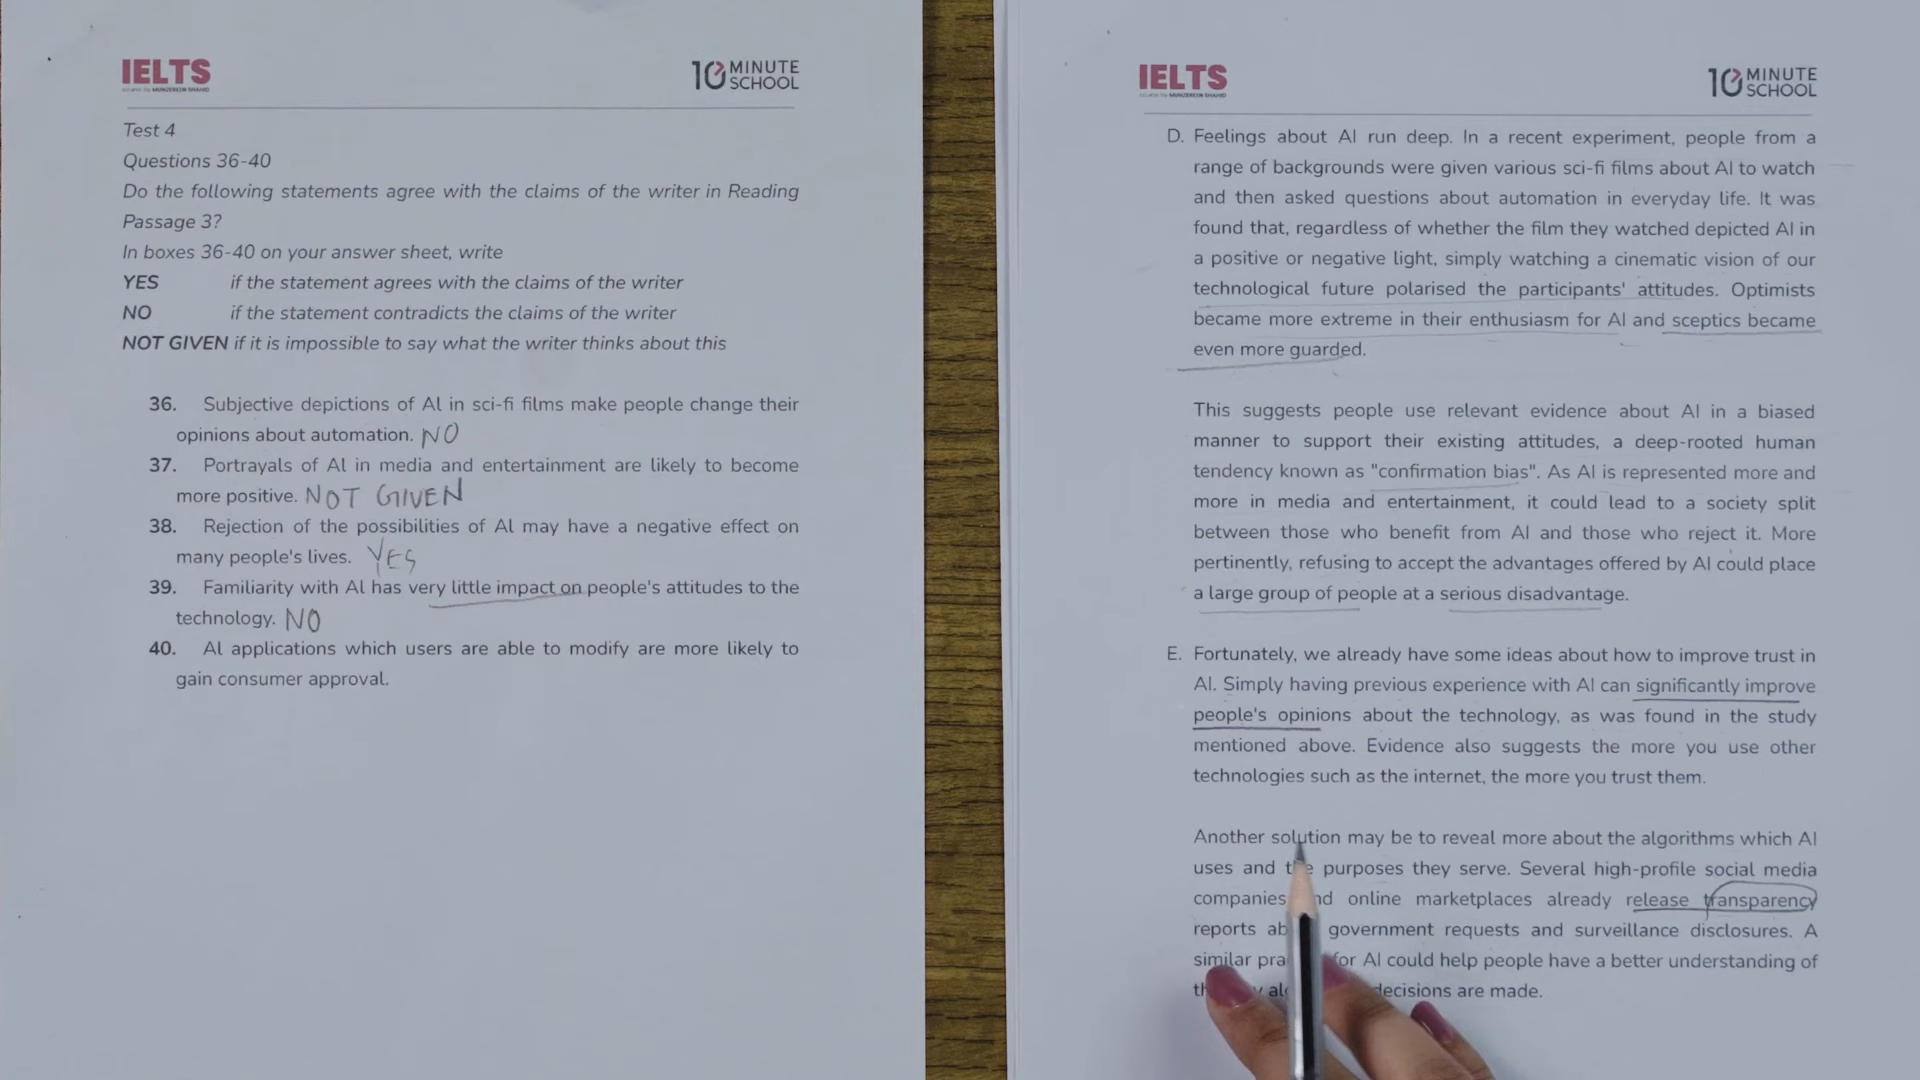 IELTS
10 MINUTE SCHOOL
Test 4
Questions 36-40
Do the following statements agree with the claims of the writer in Reading
Passage 3?
In boxes 36-40 on your answer sheet, write
YES if the statement agrees with the claims of the writer
NO if the statement contradicts the claims of the writer
NOT GIVEN if it is impossible to say what the writer thinks about this
36. Subjective depictions of AI in sci-fi films make people change their
opinions about automation. NO
37. Portrayals of AI in media and entertainment are likely to become
more positive. NOT GIVEN
38. Rejection of the possibilities of AI may have a negative effect on
many people's lives. YES
39. Familiarity with AI has very little impact on people's attitudes to the
technology. NO
40. AI applications which users are able to modify are more likely to
gain consumer approval.
IELTS
10 MINUTE SCHOOL
D. Feelings about AI run deep. In a recent experiment, people from a
range of backgrounds were given various sci-fi films about AI to watch
and then asked questions about automation in everyday life. It was
found that, regardless of whether the film they watched depicted AI in
a positive or negative light, simply watching a cinematic vision of our
technological future polarised the participants' attitudes. Optimists
became more extreme in their enthusiasm for AI and sceptics became
even more guarded.
This suggests people use relevant evidence about AI in a biased
manner to support their existing attitudes, a deep-rooted human
tendency known as "confirmation bias". As AI is represented more and
more in media and entertainment, it could lead to a society split
between those who benefit from AI and those who reject it. More
pertinently, refusing to accept the advantages offered by AI could place
a large group of people at a serious disadvantage.
E. Fortunately, we already have some ideas about how to improve trust in
AI. Simply having previous experience with AI can significantly improve
people's opinions about the technology, as was found in the study
mentioned above. Evidence also suggests the more you use other
technologies such as the internet, the more you trust them.
Another solution may be to reveal more about the algorithms which AI
uses and the purposes they serve. Several high-profile social media
companies and online marketplaces already release transparency
reports government requests and surveillance disclosures. A
similar for AI could help people have a better understanding of
decisions are made.